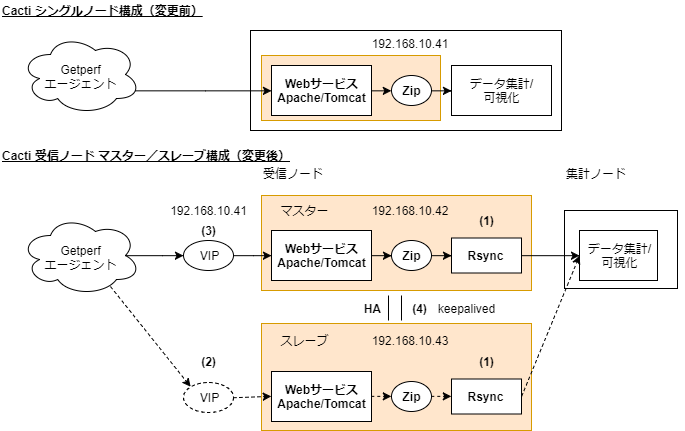 Cacti シングルノード構成（変更前）
192.168.10.41
Getperf
エージェント
Webサービス
Apache/Tomcat
Zip
データ集計/
可視化
Cacti 受信ノード マスター／スレーブ構成（変更後）
受信ノード
集計ノード
192.168.10.41
マスター
192.168.10.42
(1)
(3)
Getperf
エージェント
VIP
Webサービス
Apache/Tomcat
Zip
Rsync
データ集計/
可視化
HA
(4)
keepalived
スレーブ
192.168.10.43
(2)
(1)
VIP
Webサービス
Apache/Tomcat
Zip
Rsync